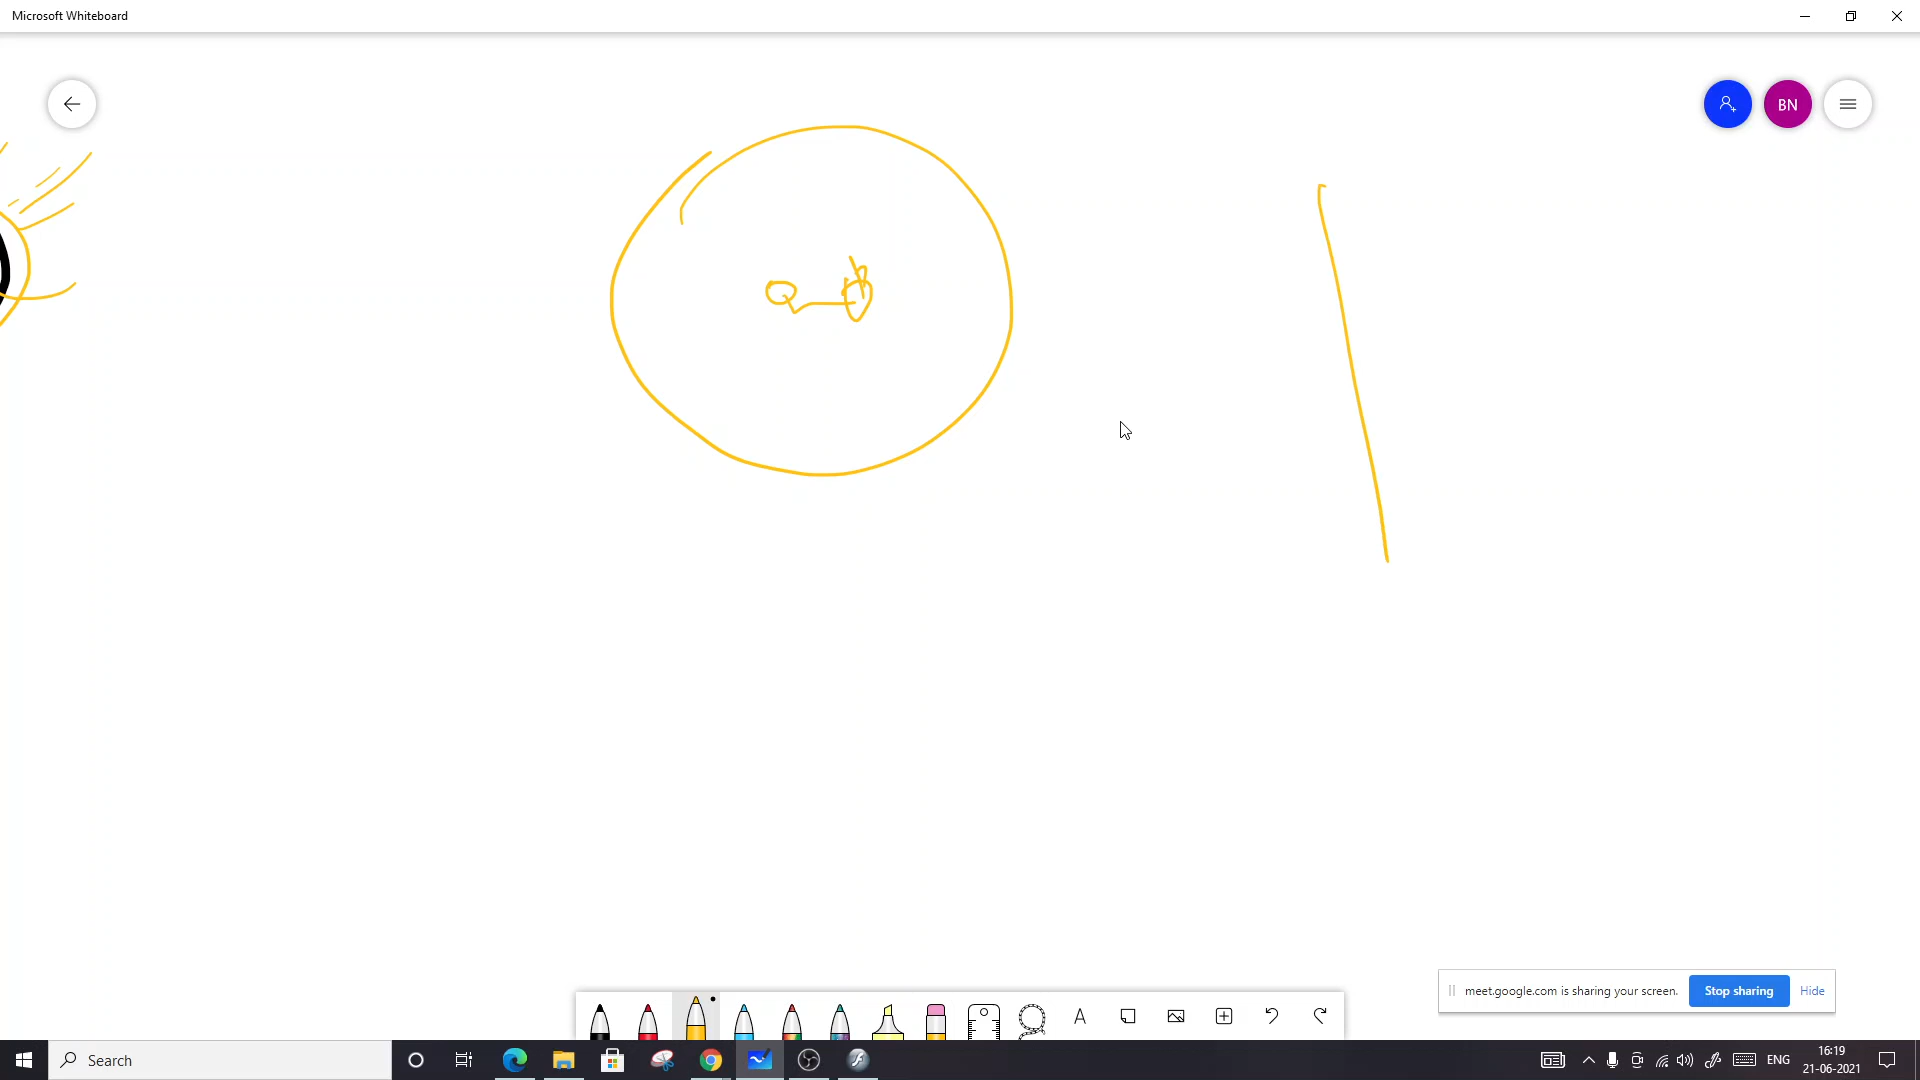 Microsoft Whiteboard
BN
meet.google.com is sharing your screen.
Stop sharing
Hide
Search
ENG
16:19
21-06-2021